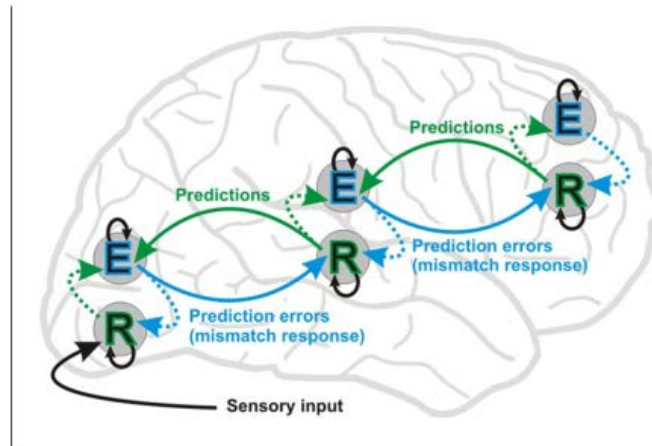 E
Predictions
R
E
Predictions
Prediction errors
(mismatch response)
E
R
Prediction errors
(mismatch response)
R
Sensory input